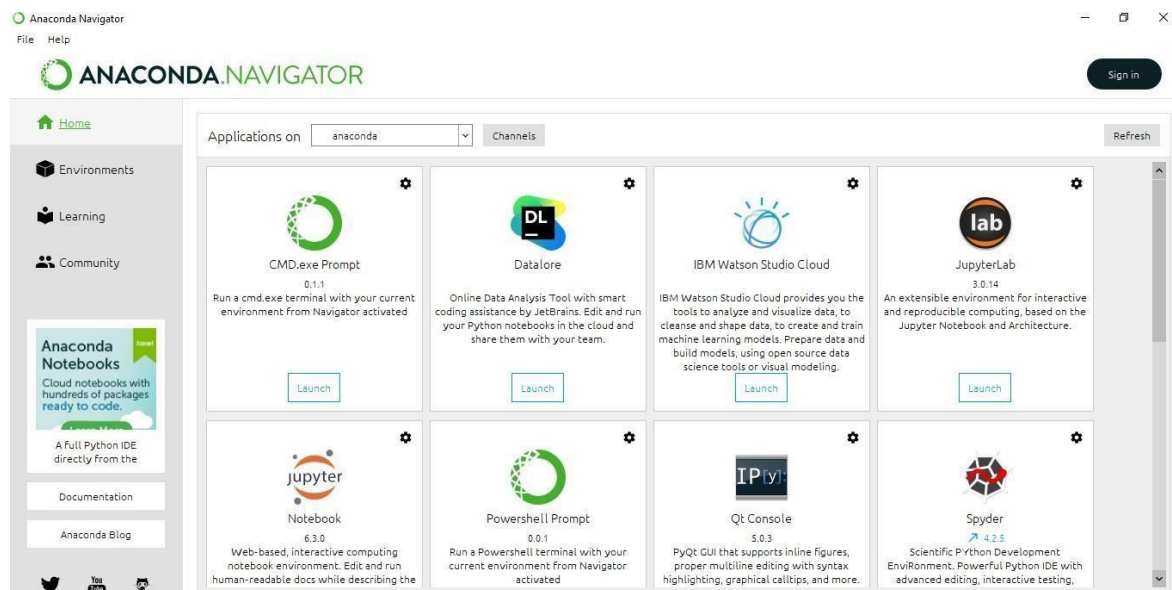 Anaconda Navigator
File Help
ANACONDA.NAVIGATOR
Sign in
Home
Environments
Learning
Community
Anaconda
Notebooks
New!
Cloud notebooks with
hundreds of packages
ready to code.
Learn More
A full Python IDE
directly from the
Documentation
Anaconda Blog
You
Tube
Applications on anaconda Channels Refresh
CMD.exe Prompt
0.1.1
Run a cmd.exe terminal with your current
environment from Navigator activated
Launch
DL
Datalore
Online Data Analysis Tool with smart
coding assistance by JetBrains. Edit and run
your Python notebooks in the cloud and
share them with your team.
Launch
IBM Watson Studio Cloud
IBM Watson Studio Cloud provides you the
tools to analyze and visualize data, to
cleanse and shape data, to create and train
machine learning models. Prepare data and
build models, using open source data
science tools or visual modeling.
Launch
lab
JupyterLab
3.0.14
An extensible environment for interactive
and reproducible computing, based on the
Jupyter Notebook and Architecture.
Launch
jupyter
Notebook
6.3.0
Web-based, interactive computing
notebook environment. Edit and run
human-readable docs while describing the
Powershell Prompt
0.0.1
Run a Powershell terminal with your
current environment from Navigator
activated
IP[y]:
Qt Console
5.0.3
PyQt GUI that supports inline figures,
proper multiline editing with syntax
highlighting, graphical calltips, and more.
Spyder
4.2.5
Scientific PYthon Development
EnviRonment. Powerful Python IDE with
advanced editing, interactive testing,